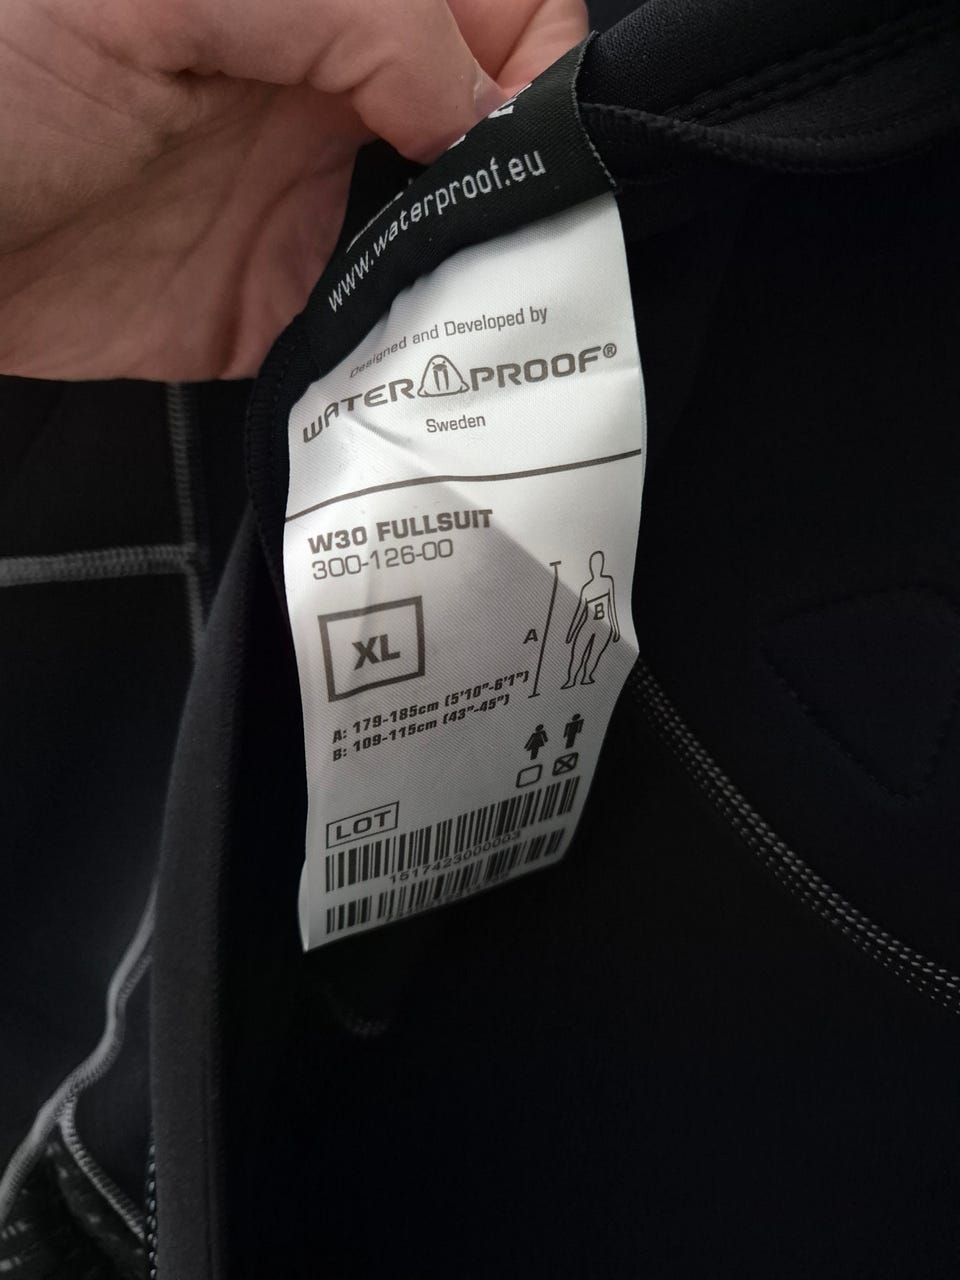 www.waterproof.eu
Designed and Developed by
WATERPROOF®
Sweden
W30 FULLSUIT
300-126-00
XL
A
B
A: 179-185cm (5'10"-6'1")
B: 109-115cm (43"-45")
LOT
1517423000003